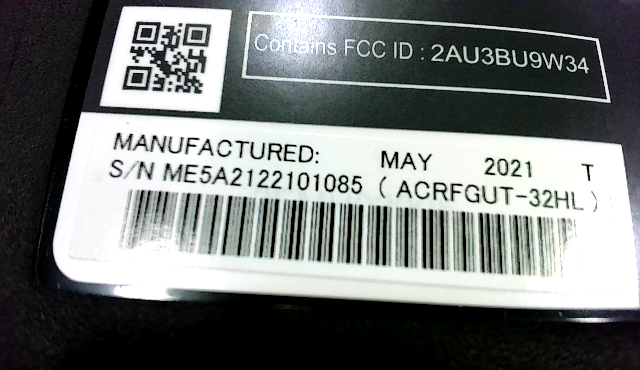 Contains FCC ID : 2AU3BU9W34
MANUFACTURED: MAY 2021 T
S/N ME5A2122101085 ( ACRFGUT-32HL )